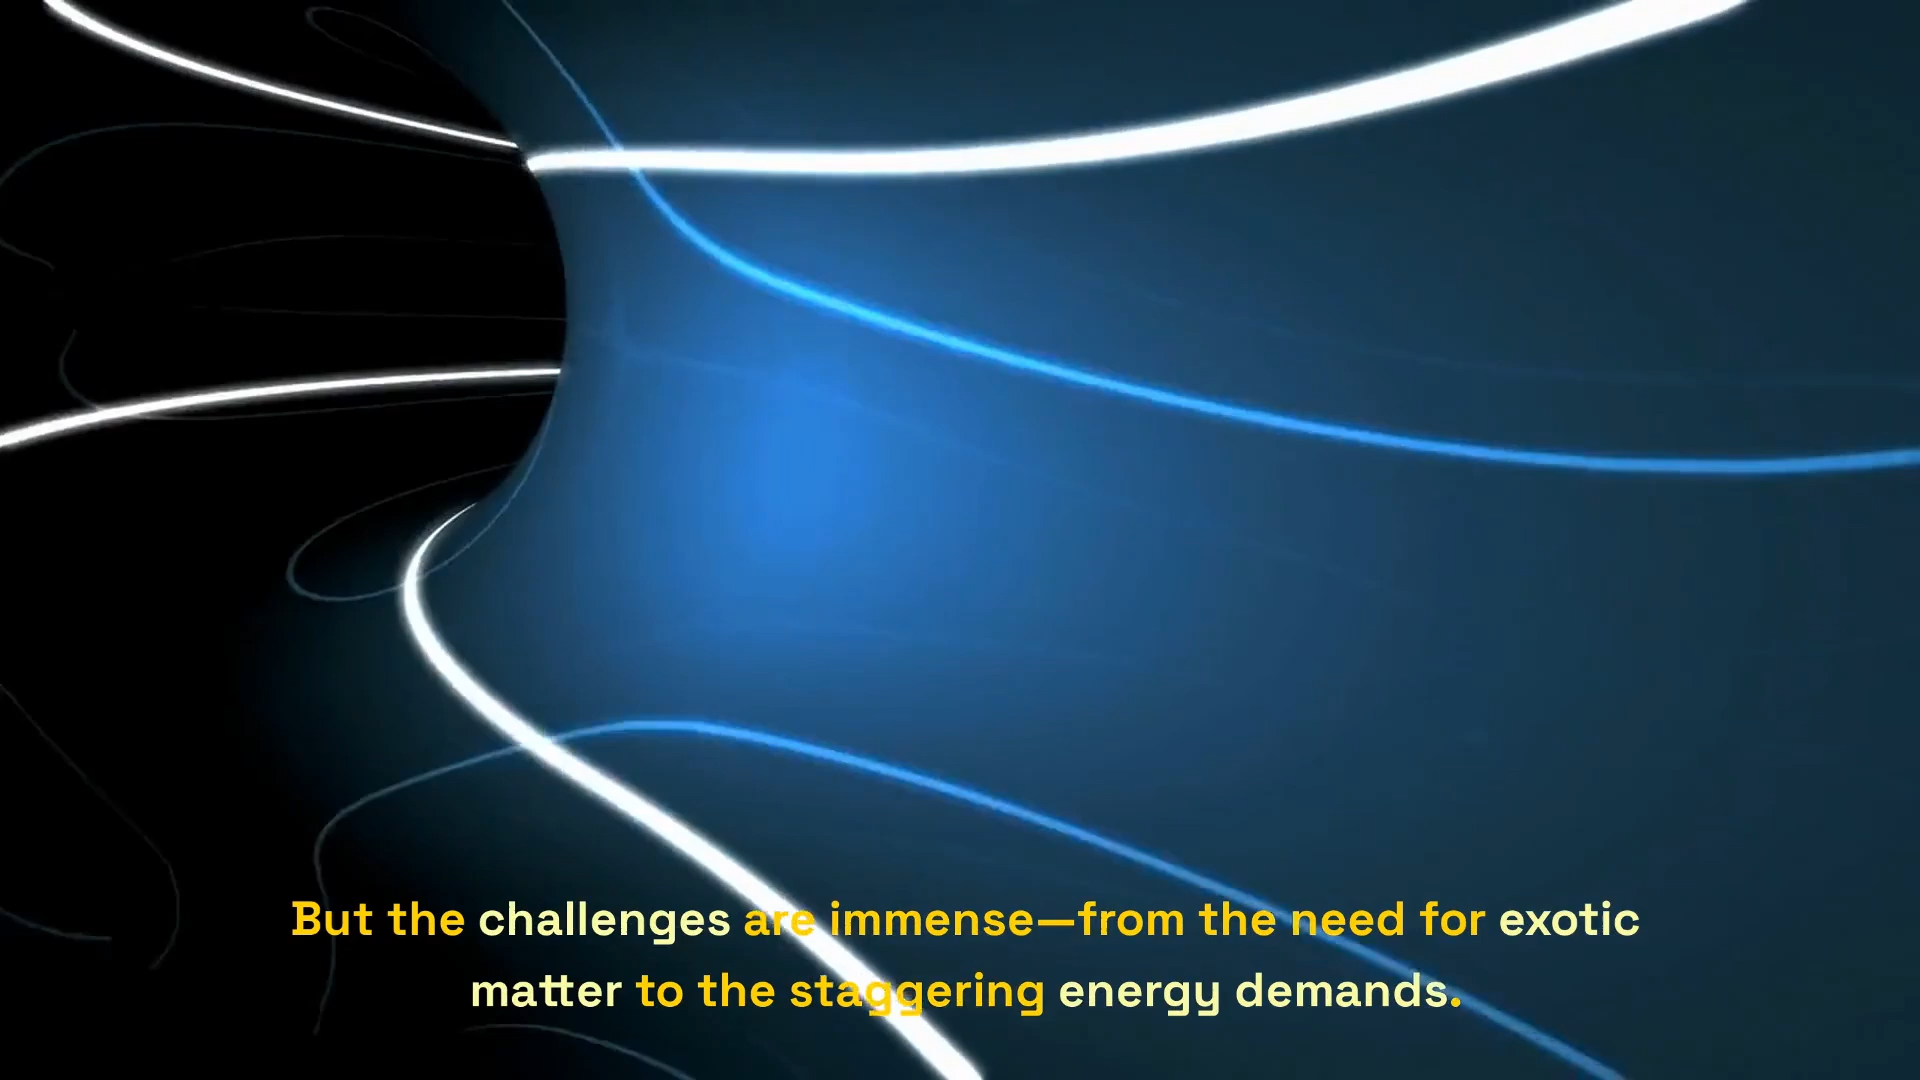 But the challenges are immense—from the need for exotic
matter to the staggering energy demands.